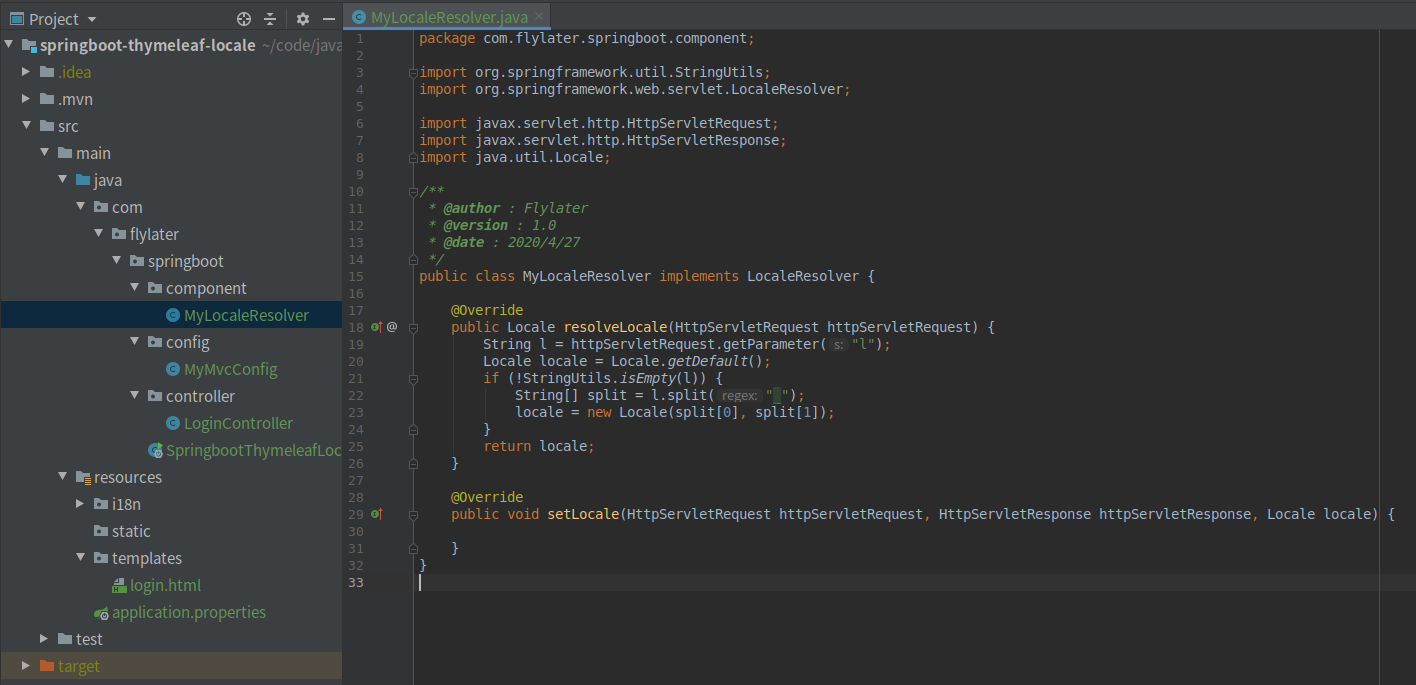 Project
springboot-thymeleaf-locale ~/code/java
.idea
.mvn
src
main
java
com
flylater
springboot
component
MyLocaleResolver
config
MyMvcConfig
controller
LoginController
SpringbootThymeleafLoc
resources
i18n
static
templates
login.html
application.properties
test
target
MyLocaleResolver.java
1 package com.flylater.springboot.component;
2
3 import org.springframework.util.StringUtils;
4 import org.springframework.web.servlet.LocaleResolver;
5
6 import javax.servlet.http.HttpServletRequest;
7 import javax.servlet.http.HttpServletResponse;
8 import java.util.Locale;
9
10 /**
11 * @author : Flylater
12 * @version : 1.0
13 * @date : 2020/4/27
14 */
15 public class MyLocaleResolver implements LocaleResolver {
16
17 @Override
18 @ public Locale resolveLocale(HttpServletRequest httpServletRequest) {
19 String l = httpServletRequest.getParameter( s: "l");
20 Locale locale = Locale.getDefault();
21 if (!StringUtils.isEmpty(l)) {
22 String[] split = l.split( regex: "_");
23 locale = new Locale(split[0], split[1]);
24 }
25 return locale;
26 }
27
28 @Override
29 public void setLocale(HttpServletRequest httpServletRequest, HttpServletResponse httpServletResponse, Locale locale) {
30
31 }
32 }
33